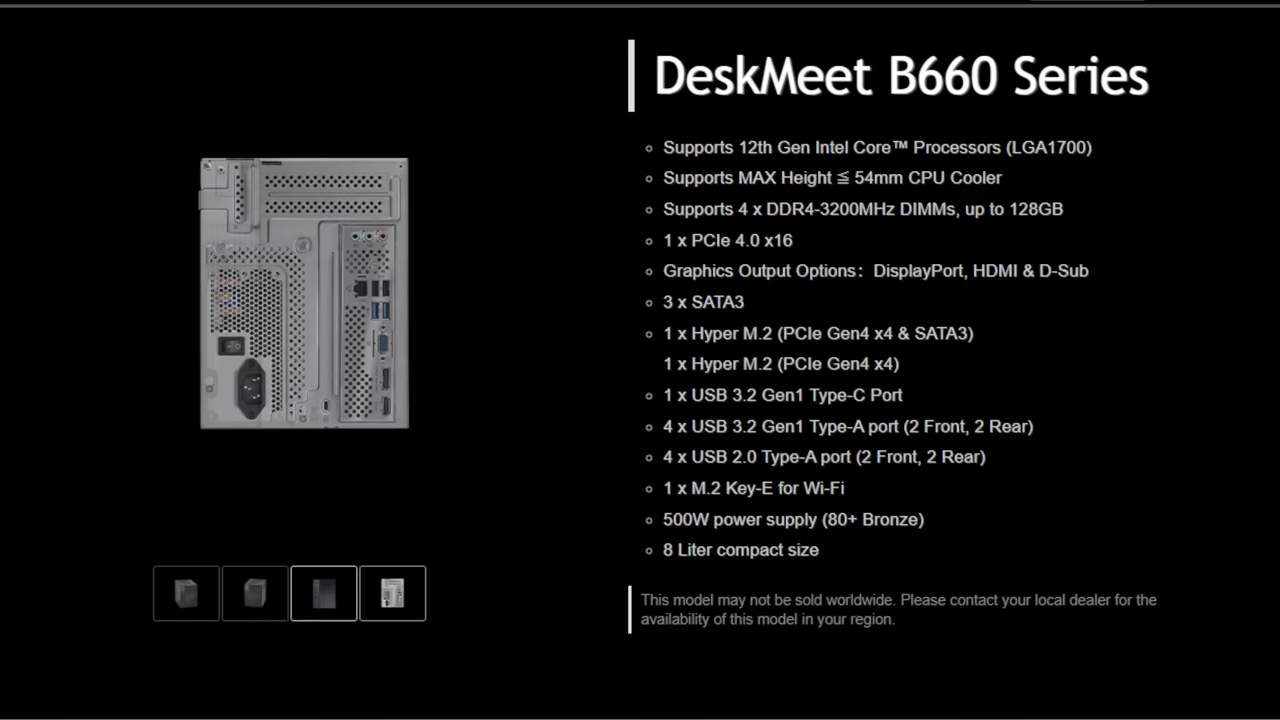 DeskMeet B660 Series
Supports 12th Gen Intel Core™ Processors (LGA1700)
Supports MAX Height ≦ 54mm CPU Cooler
Supports 4 x DDR4-3200MHz DIMMs, up to 128GB
1 x PCIe 4.0 x16
Graphics Output Options： DisplayPort, HDMI & D-Sub
3 x SATA3
1 x Hyper M.2 (PCIe Gen4 x4 & SATA3)
1 x Hyper M.2 (PCIe Gen4 x4)
1 x USB 3.2 Gen1 Type-C Port
4 x USB 3.2 Gen1 Type-A port (2 Front, 2 Rear)
4 x USB 2.0 Type-A port (2 Front, 2 Rear)
1 x M.2 Key-E for Wi-Fi
500W power supply (80+ Bronze)
8 Liter compact size
This model may not be sold worldwide. Please contact your local dealer for the
availability of this model in your region.